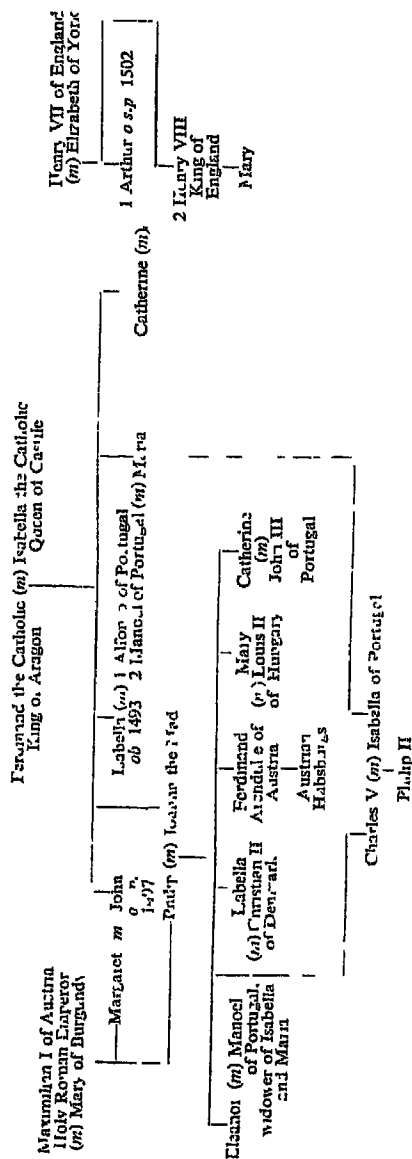 Maximilian I of Austria
Holy Roman Emperor
(m) Mary of Burgundy
Ferdinand the Catholic (m) Isabella the Catholic
King of Aragon Queen of Castile
Henry VII of England
(m) Elizabeth of York
Margaret m John
Isabella (m) 1 Alfonso of Portugal
ob 1493 2 Manoel of Portugal (m) Maria
Catherine (m)
1 Arthur o s.p 1502
2 Henry VIII
King of
England
Mary
Philip (m) Joanna the Mad
Eleanor (m) Manoel
of Portugal,
widower of Isabella
and Maria
Isabella
(m) Christian II
of Denmark
Ferdinand
Archduke of
Austria
Austrian
Habsburgs
Mary
(m) Louis II
of Hungary
Catherine
(m)
John III
of
Portugal
Charles V (m) Isabella of Portugal
Philip II